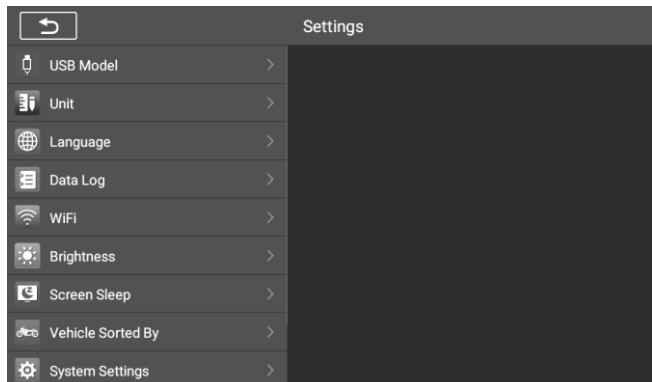 Settings
USB Model
Unit
Language
Data Log
WiFi
Brightness
Screen Sleep
Vehicle Sorted By
System Settings